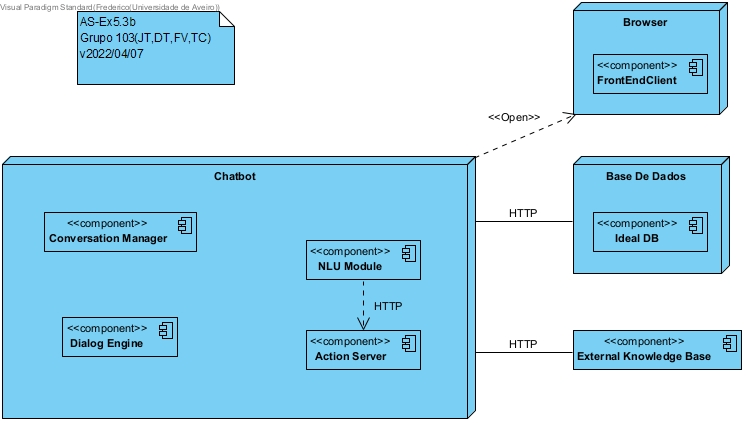 Visual Paradigm Standard(Frederico(Universidade de Aveiro))
AS-Ex5.3b
Grupo 103(JT,DT,FV,TC)
v2022/04/07
Browser
<<component>>
FrontEndClient
<<Open>>
Chatbot
<<component>>
Conversation Manager
<<component>>
NLU Module
HTTP
<<component>>
Dialog Engine
<<component>>
Action Server
HTTP
Base De Dados
<<component>>
Ideal DB
HTTP
<<component>>
External Knowledge Base